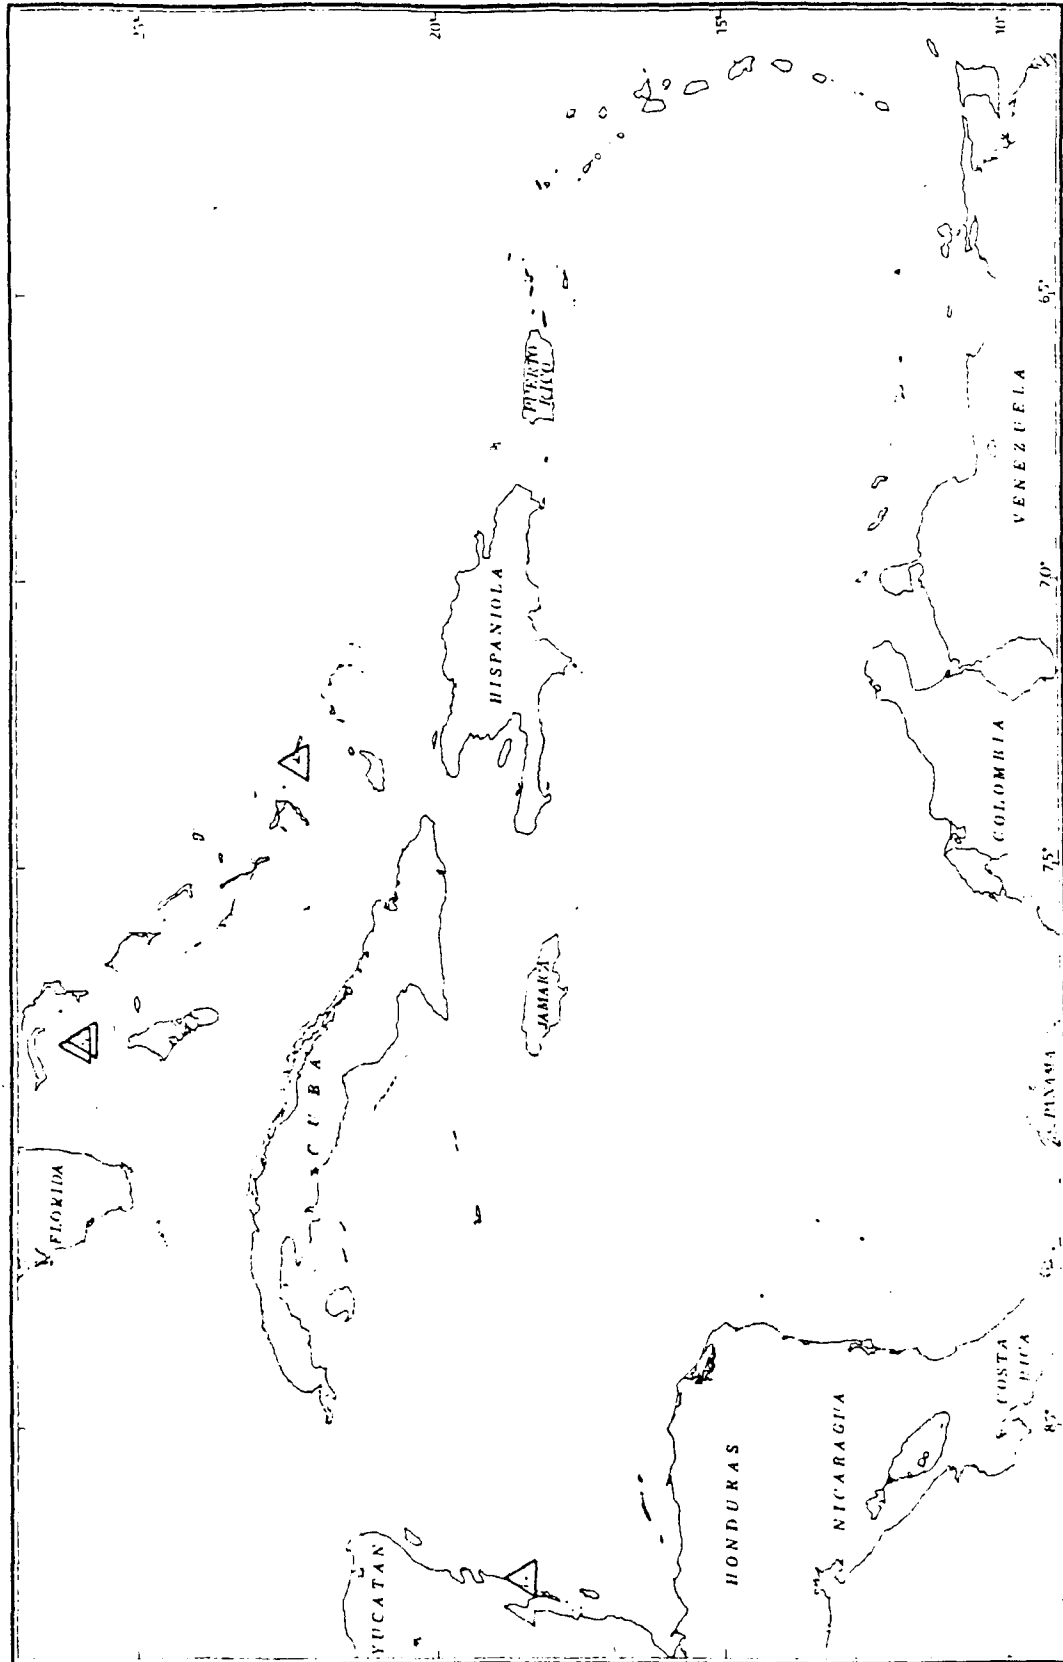 25°
20°
15°
10°
FLORIDA
CUBA
HISPANIOLA
PUERTO
RICO
JAMAICA
YUCATAN
HONDURAS
NICARAGUA
COSTA
RICA
PANAMA
COLOMBIA
VENEZUELA
85°
75°
70°
65°